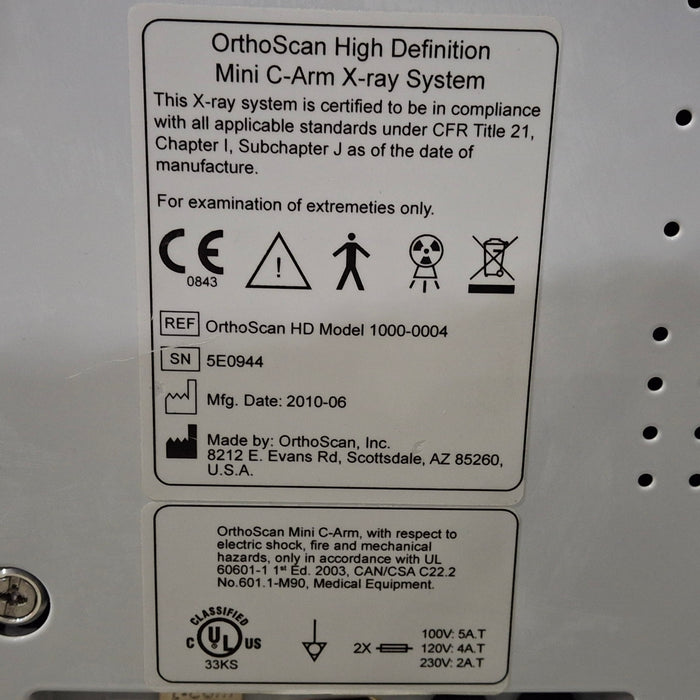 OrthoScan High Definition
Mini C-Arm X-ray System
This X-ray system is certified to be in compliance
with all applicable standards under CFR Title 21,
Chapter I, Subchapter J as of the date of
manufacture.
For examination of extremeties only.
CE
0843
!
REF OrthoScan HD Model 1000-0004
SN 5E0944
Mfg. Date: 2010-06
Made by: OrthoScan, Inc.
8212 E. Evans Rd, Scottsdale, AZ 85260,
U.S.A.
OrthoScan Mini C-Arm, with respect to
electric shock, fire and mechanical
hazards, only in accordance with UL
60601-1 1st Ed. 2003, CAN/CSA C22.2
No.601.1-M90, Medical Equipment.
CLASSIFIED
C UL US
33KS
2X
100V: 5A.T
120V: 4A.T
230V: 2A.T